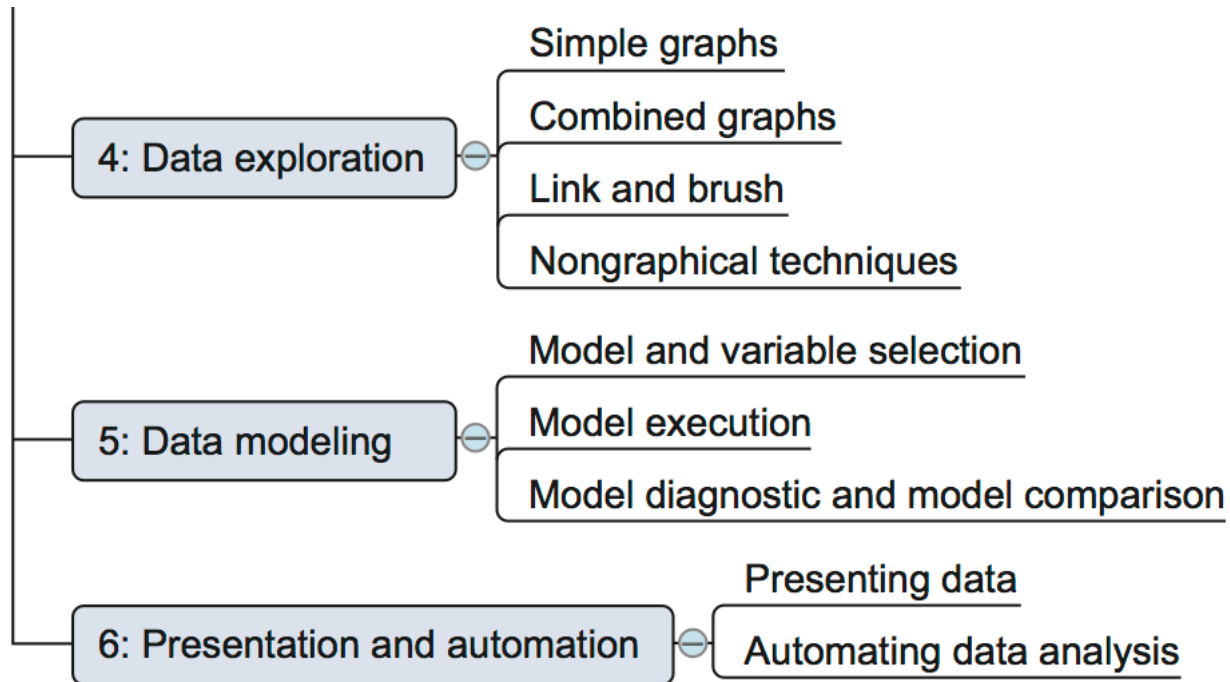 Simple graphs
Combined graphs
4: Data exploration
Link and brush
Nongraphical techniques
Model and variable selection
Model execution
5: Data modeling
Model diagnostic and model comparison
Presenting data
6: Presentation and automation
Automating data analysis